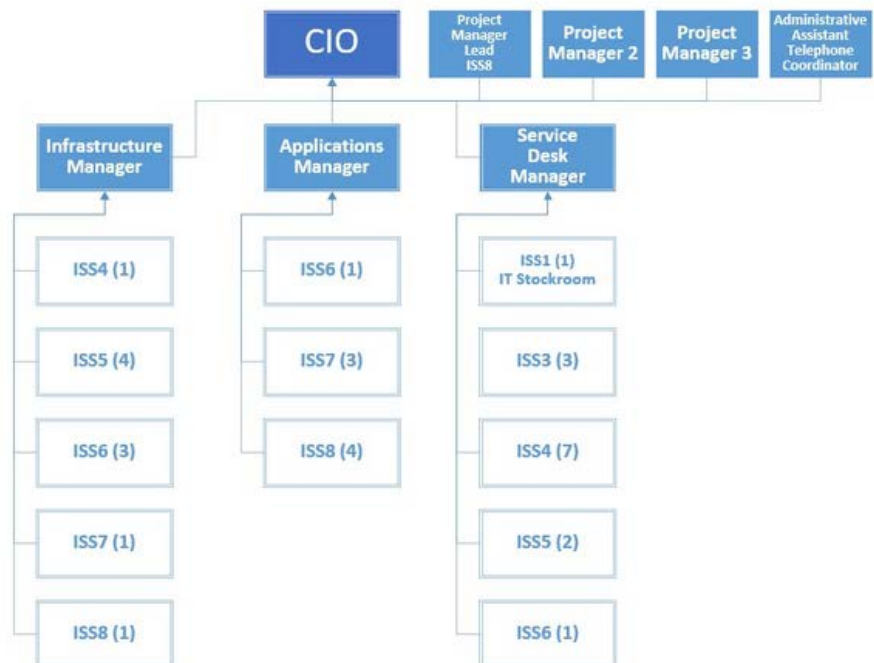 CIO
Project
Manager
Lead
ISS8
Project
Manager 2
Project
Manager 3
Administrative
Assistant
Telephone
Coordinator
Infrastructure
Manager
Applications
Manager
Service
Desk
Manager
ISS4 (1)
ISS5 (4)
ISS6 (3)
ISS7 (1)
ISS8 (1)
ISS6 (1)
ISS7 (3)
ISS8 (4)
ISS1 (1)
IT Stockroom
ISS3 (3)
ISS4 (7)
ISS5 (2)
ISS6 (1)